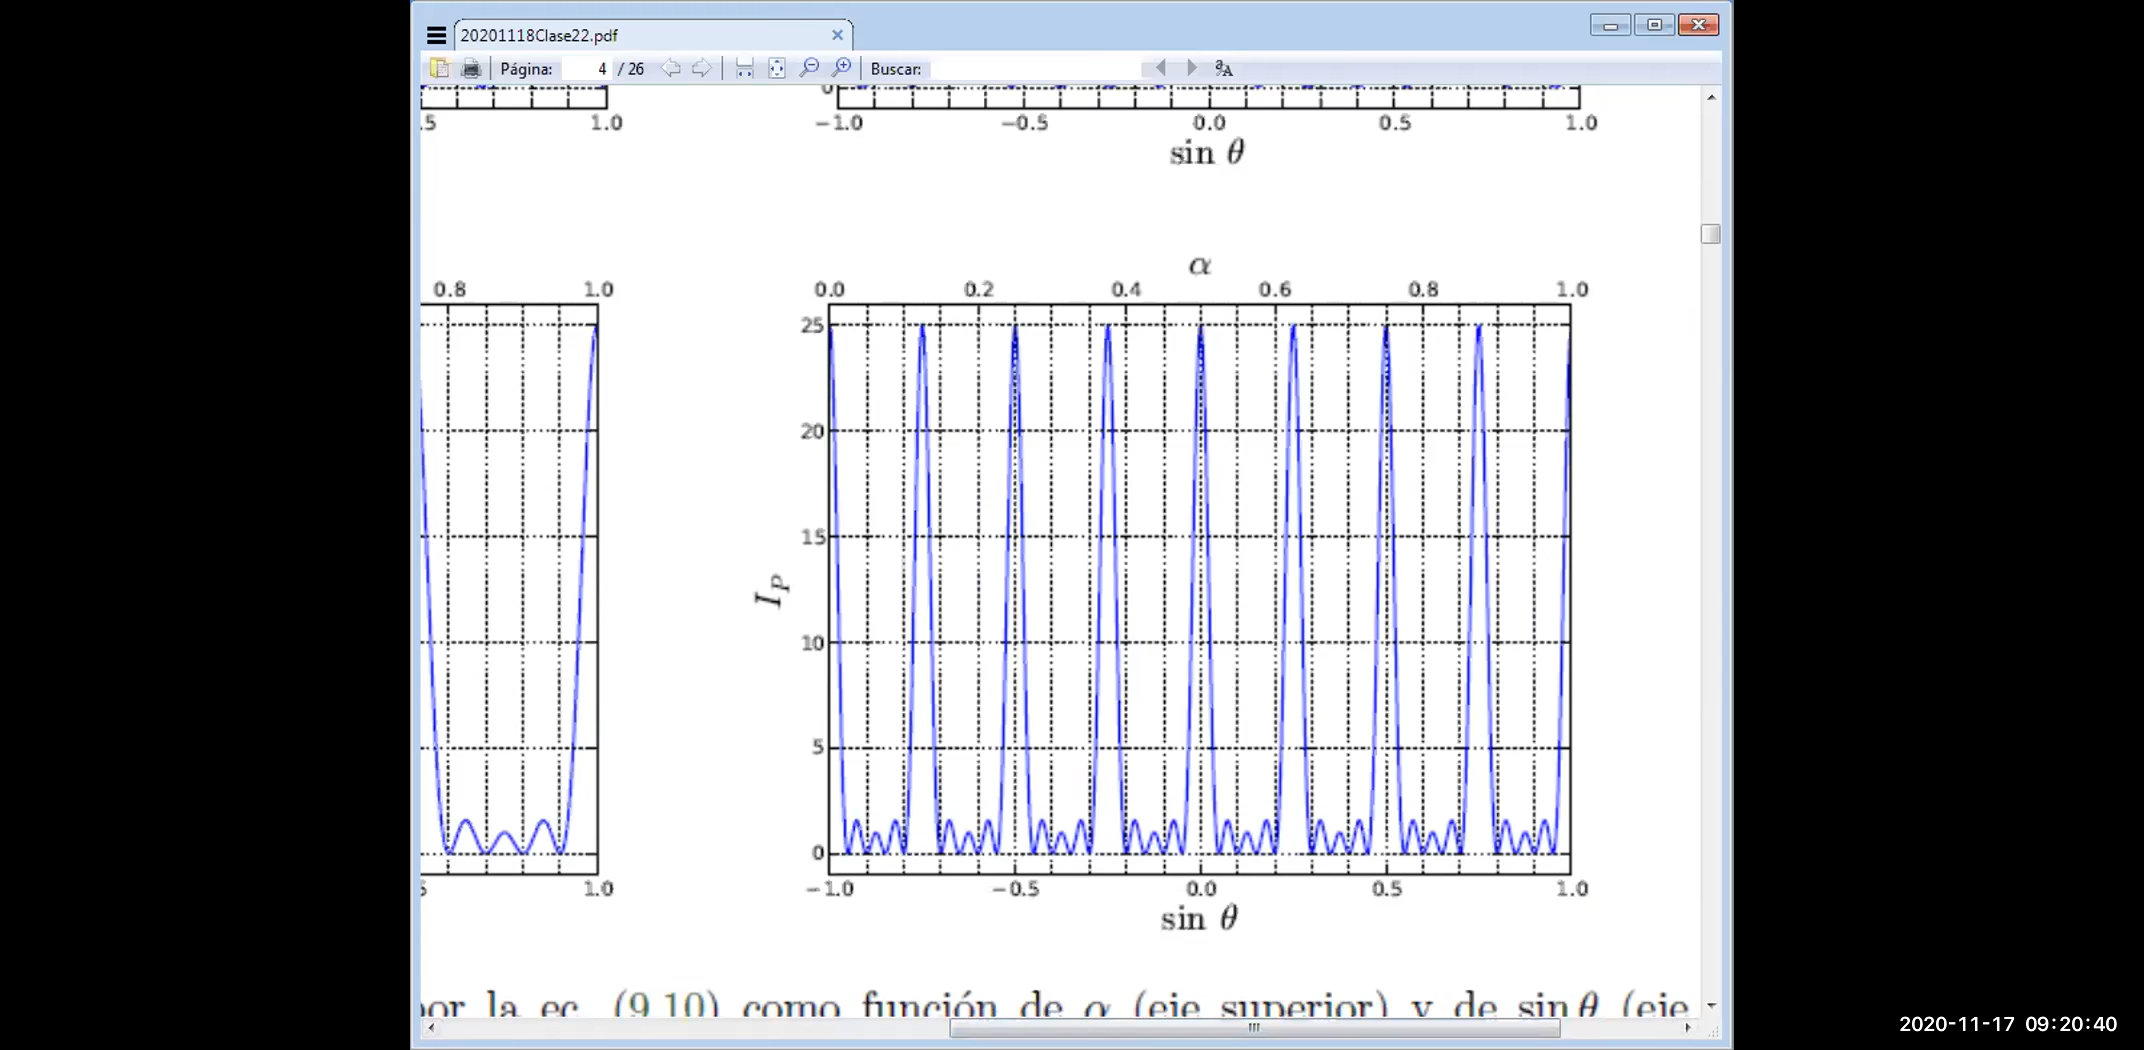 20201118Clase22.pdf
Página: 4 / 26 Buscar:
.5 1.0
0
−1.0 −0.5 0.0 0.5 1.0
sin θ
0.8 1.0
α
0.0 0.2 0.4 0.6 0.8 1.0
25
20
15
10
5
0
I_P
1.0
−1.0 −0.5 0.0 0.5 1.0
sin θ
por la ec. (9.10) como función de α (eje superior) y de sin θ (eje
2020-11-17 09:20:40